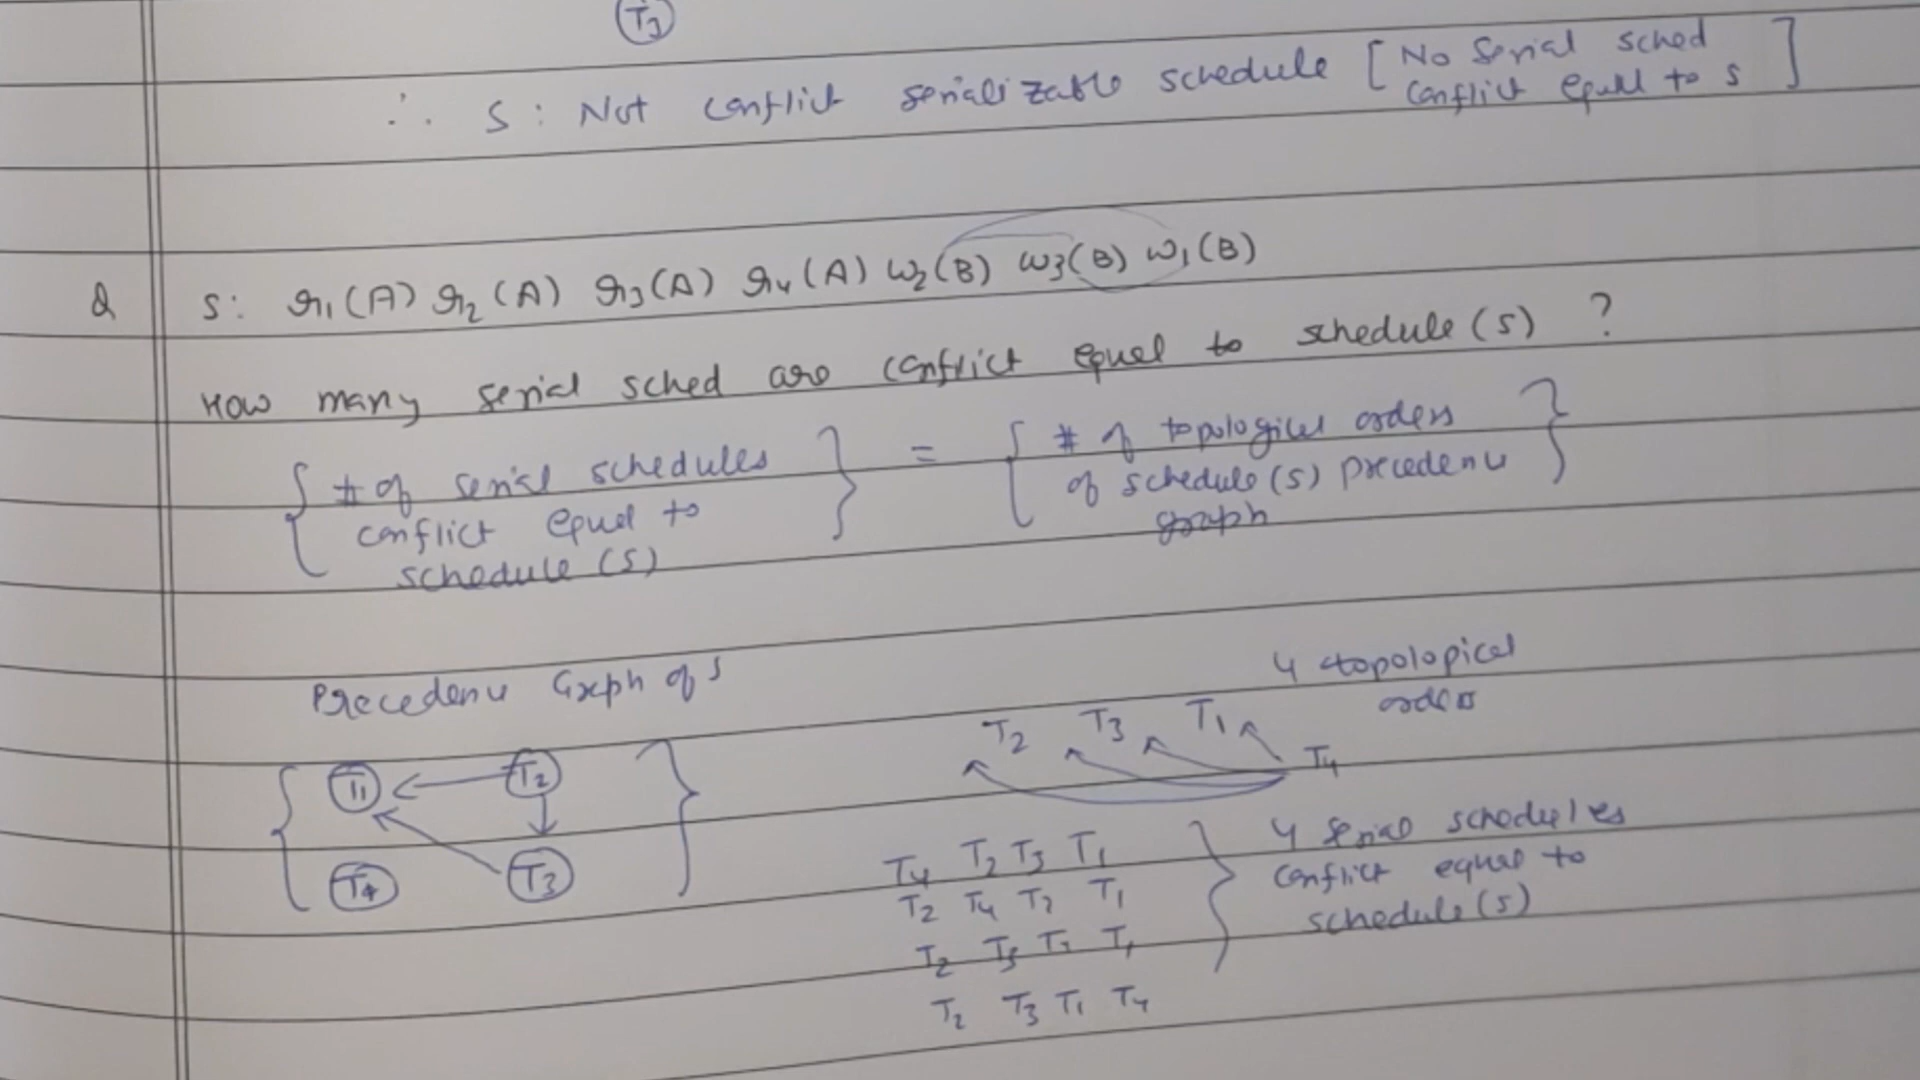 T3
∴ S : Not conflict serializable schedule [ No Serial sched
conflict equal to s ]
Q S: r1(A) r2(A) r3(A) r4(A) w2(B) w3(B) w1(B)
How many serial sched are conflict equal to schedule(s) ?
{ # of serial schedules } = { # of topological orders }
conflict equal to of schedule(s) precedence
schedule (S) graph
Precedence Graph of S
4 topological
orders
T2 T3 T1
T4
T1 T2
T4 T3
T4 T2 T3 T1
T2 T4 T3 T1
T2 T3 T4 T1
T2 T3 T1 T4
4 serial schedules
conflict equal to
schedule(s)